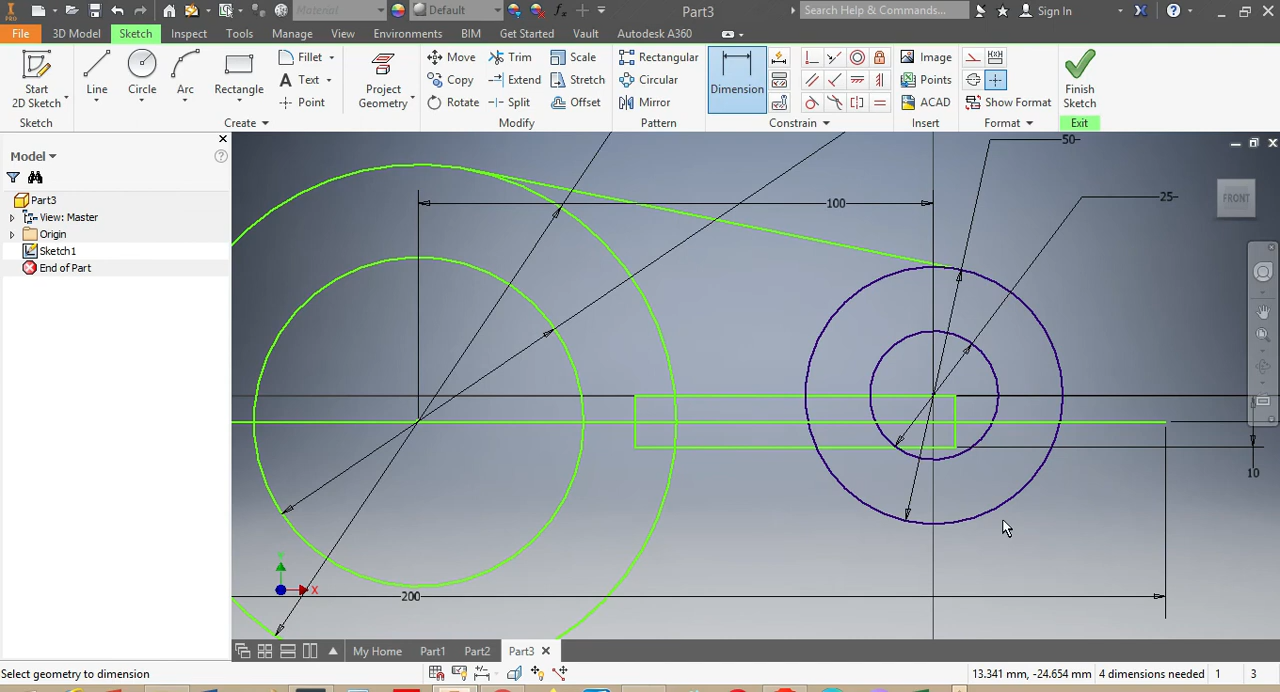 PRO Material Default Part3 Search Help & Commands... Sign In
File 3D Model Sketch Inspect Tools Manage View Environments BIM Get Started Vault Autodesk A360
Start 2D Sketch Line Circle Arc Rectangle Fillet Text Point Project Geometry Move Copy Rotate Trim Extend Split Scale Stretch Offset Rectangular Circular Mirror Dimension Image Points ACAD Show Format Finish Sketch
Sketch Create Modify Pattern Constrain Insert Format Exit
Model
Part3
View: Master
Origin
Sketch1
End of Part
50
FRONT
25
100
10
X
200
My Home Part1 Part2 Part3
Select geometry to dimension 13.341 mm, -24.654 mm 4 dimensions needed 1 3